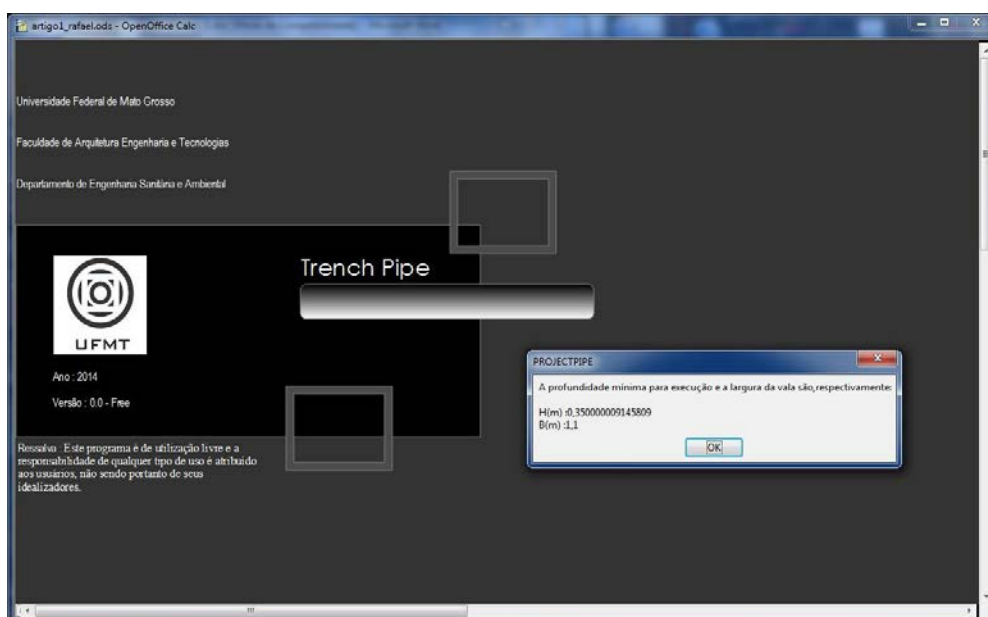 artigo1_rafael.ods - OpenOffice Calc
Universidade Federal de Mato Grosso
Faculdade de Arquitetura Engenharia e Tecnologias
Departamento de Engenharia Sanitária e Ambiental
Trench Pipe
UFMT
Ano : 2014
Versão : 0.0 - Free
Ressalva : Este programa é de utilização livre e a
responsabilidade de qualquer tipo de uso é atribuido
aos usuários, não sendo portanto de seus
idealizadores.
PROJECTPIPE
A profundidade mínima para execução e a largura da vala são,respectivamente:
H(m) :0,350000009145809
B(m) :1,1
OK